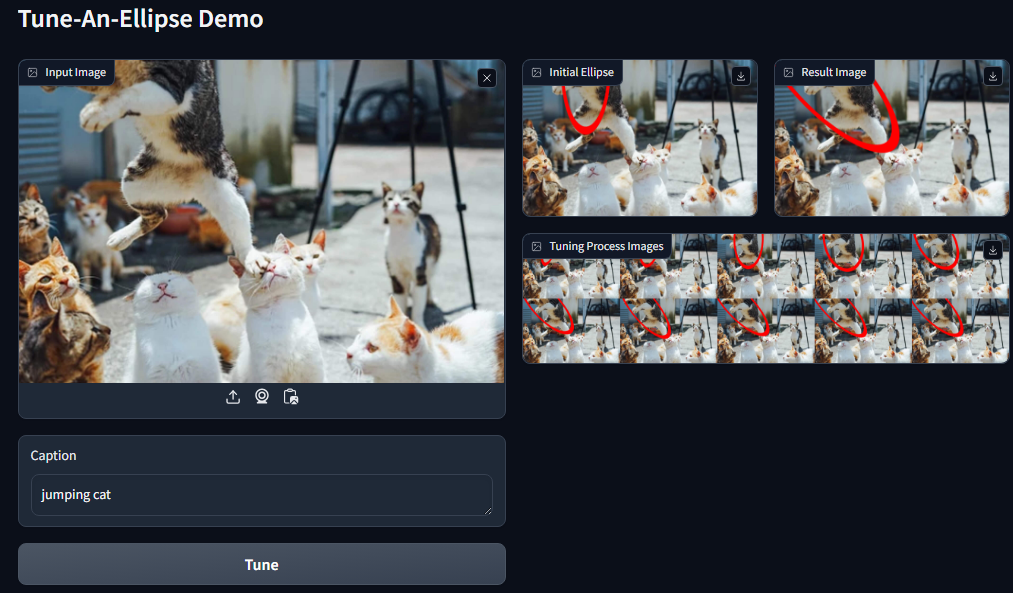 Tune-An-Ellipse Demo
Input Image
Initial Ellipse
Result Image
Tuning Process Images
Caption
jumping cat
Tune